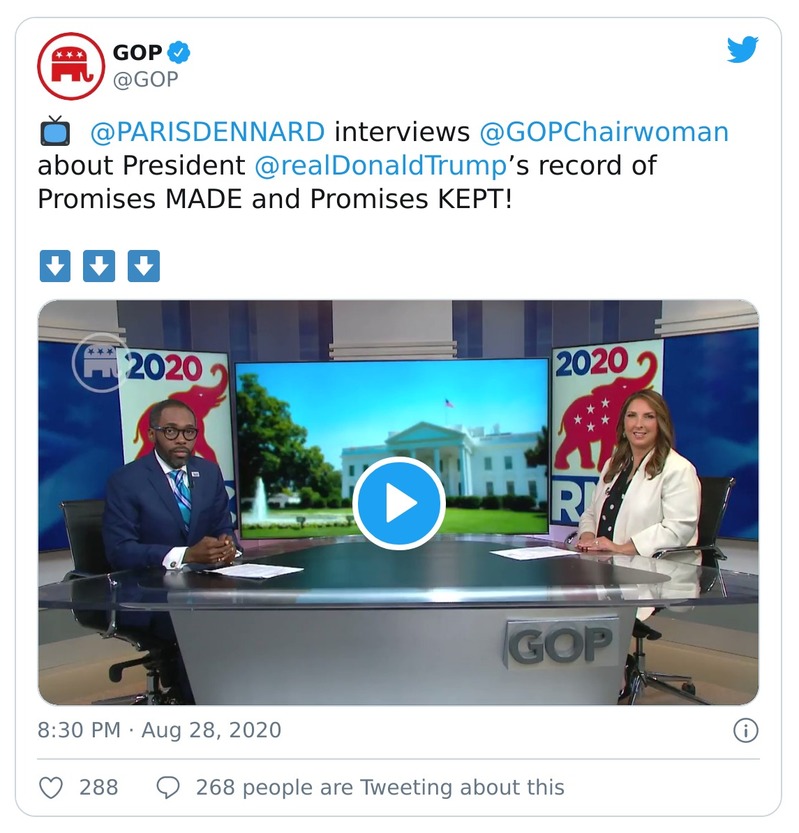 GOP
@GOP
@PARISDENNARD interviews @GOPChairwoman
about President @realDonaldTrump’s record of
Promises MADE and Promises KEPT!
2020
2020
R
GOP
8:30 PM · Aug 28, 2020
288
268 people are Tweeting about this